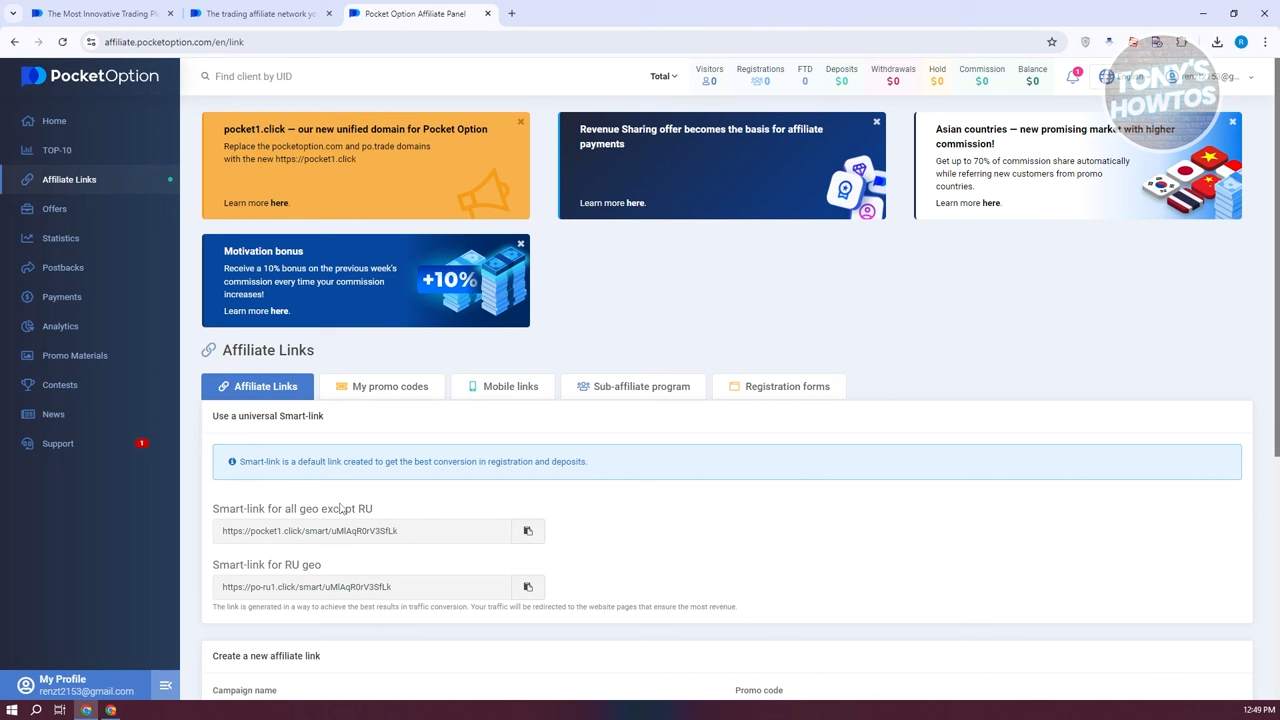 The Most Innovative Trading Pl
The trading affiliate network yo
Pocket Option Affiliate Panel
affiliate.pocketoption.com/en/link
PocketOption
Find client by UID
Total
Visitors
0
Registrations
0
FTD
0
Deposits
$0
Withdrawals
$0
Hold
$0
Commission
$0
Balance
$0
1
English
renzt2153@g...
TONY'S
HOWTOS
Home
TOP-10
Affiliate Links
Offers
Statistics
Postbacks
Payments
Analytics
Promo Materials
Contests
News
Support
1
My Profile
renzt2153@gmail.com
pocket1.click — our new unified domain for Pocket Option
Replace the pocketoption.com and po.trade domains
with the new https://pocket1.click
Learn more here.
Revenue Sharing offer becomes the basis for affiliate
payments
Learn more here.
Asian countries — new promising market with higher
commission!
Get up to 70% of commission share automatically
while referring new customers from promo
countries.
Learn more here.
Motivation bonus
Receive a 10% bonus on the previous week's
commission every time your commission
increases!
Learn more here.
+10%
Affiliate Links
Affiliate Links
My promo codes
Mobile links
Sub-affiliate program
Registration forms
Use a universal Smart-link
Smart-link is a default link created to get the best conversion in registration and deposits.
Smart-link for all geo except RU
https://pocket1.click/smart/uMlAqR0rV3SfLk
Smart-link for RU geo
https://po-ru1.click/smart/uMlAqR0rV3SfLk
The link is generated in a way to achieve the best results in traffic conversion. Your traffic will be redirected to the website pages that ensure the most revenue.
Create a new affiliate link
Campaign name
Promo code
12:49 PM